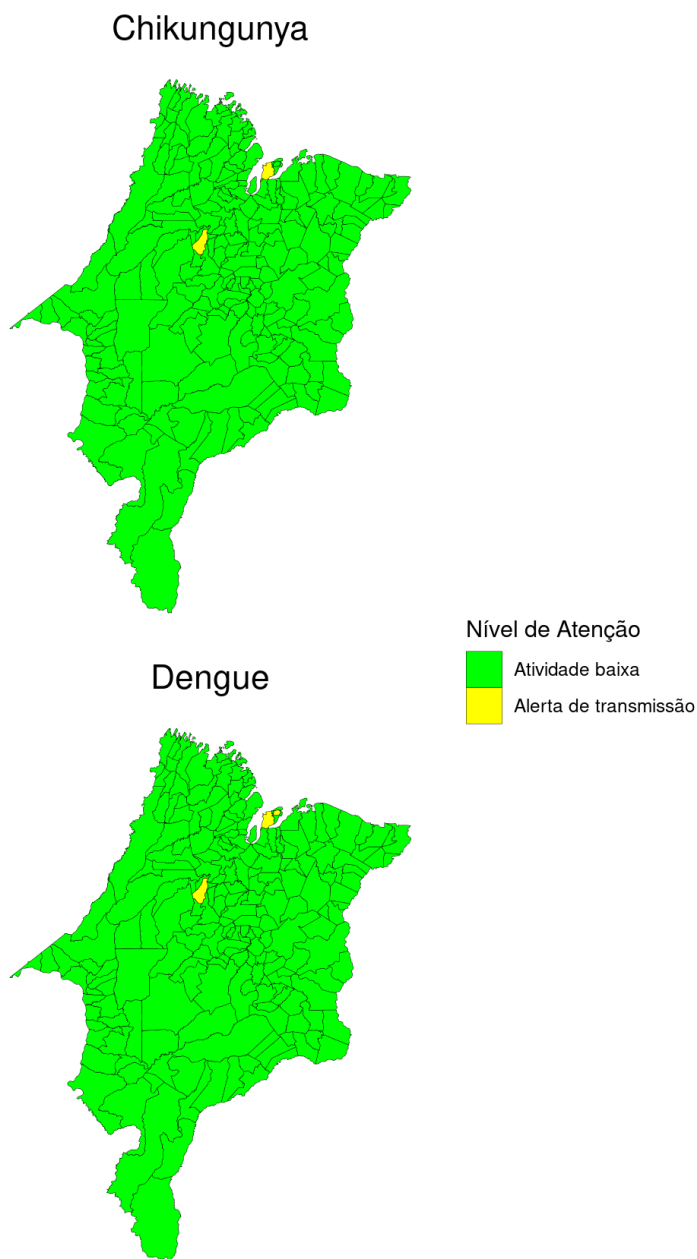 Chikungunya
Nível de Atenção
Atividade baixa
Alerta de transmissão
Dengue